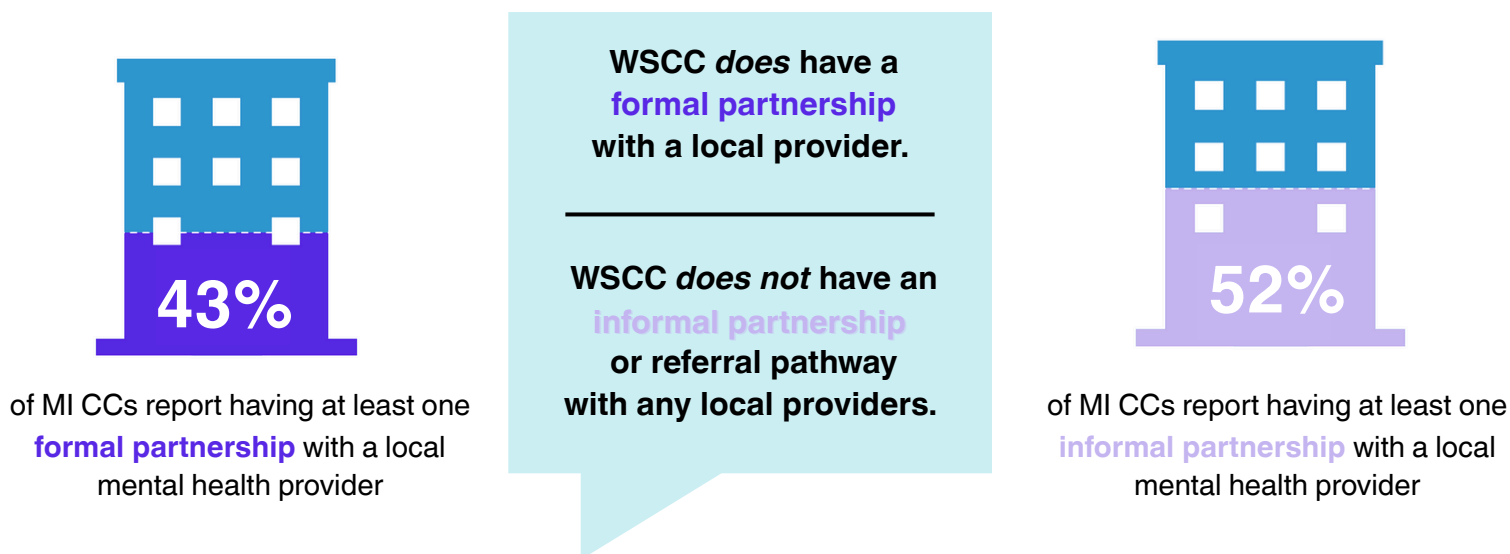 43%
of MI CCs report having at least one
formal partnership with a local
mental health provider
WSCC does have a
formal partnership
with a local provider.
WSCC does not have an
informal partnership
or referral pathway
with any local providers.
52%
of MI CCs report having at least one
informal partnership with a local
mental health provider